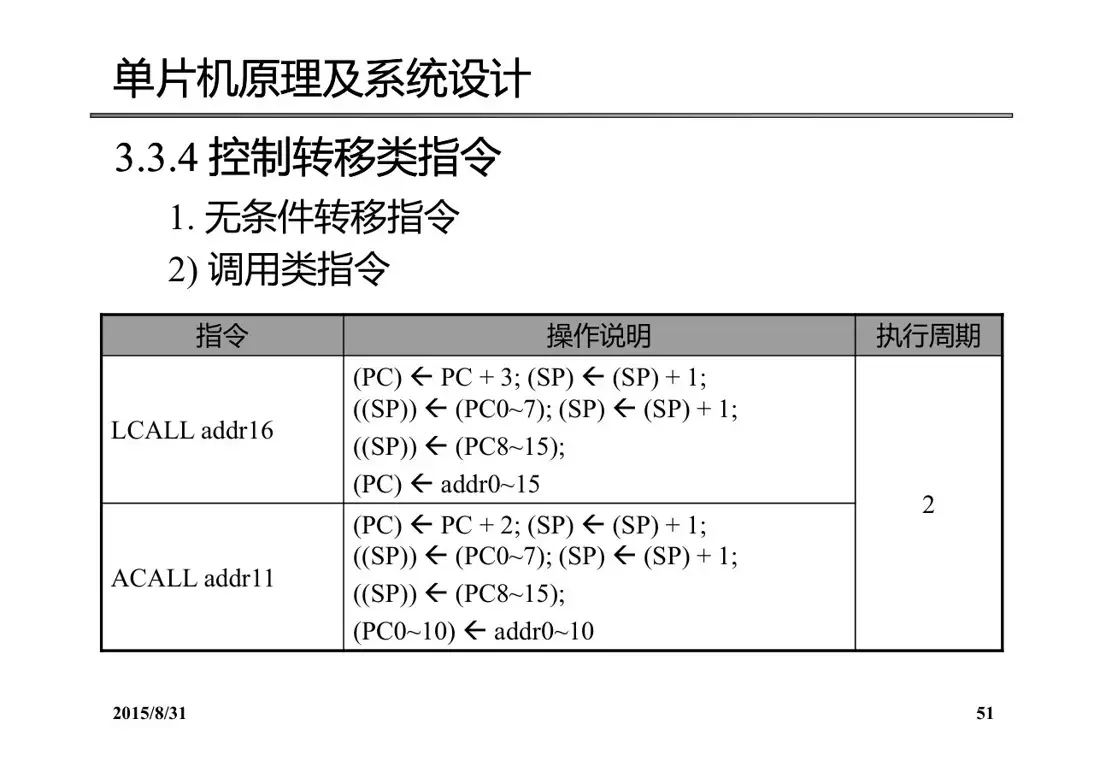 单片机原理及系统设计
3.3.4 控制转移类指令
1. 无条件转移指令
2) 调用类指令
指令 操作说明 执行周期
LCALL addr16
(PC) ← PC + 3; (SP) ← (SP) + 1;
((SP)) ← (PC0~7); (SP) ← (SP) + 1;
((SP)) ← (PC8~15);
(PC) ← addr0~15
2
ACALL addr11
(PC) ← PC + 2; (SP) ← (SP) + 1;
((SP)) ← (PC0~7); (SP) ← (SP) + 1;
((SP)) ← (PC8~15);
(PC0~10) ← addr0~10
2015/8/31 51